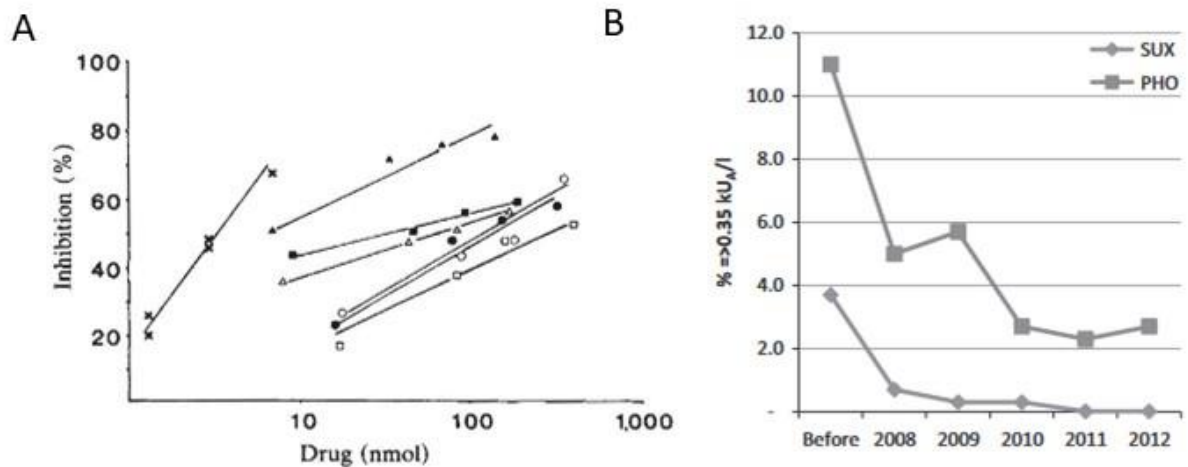 A
Inhibition (%)
100
80
60
40
20
10
100
1,000
Drug (nmol)
B
% =>0.35 kU_A/l
12.0
10.0
8.0
6.0
4.0
2.0
-
SUX
PHO
Before 2008 2009 2010 2011 2012